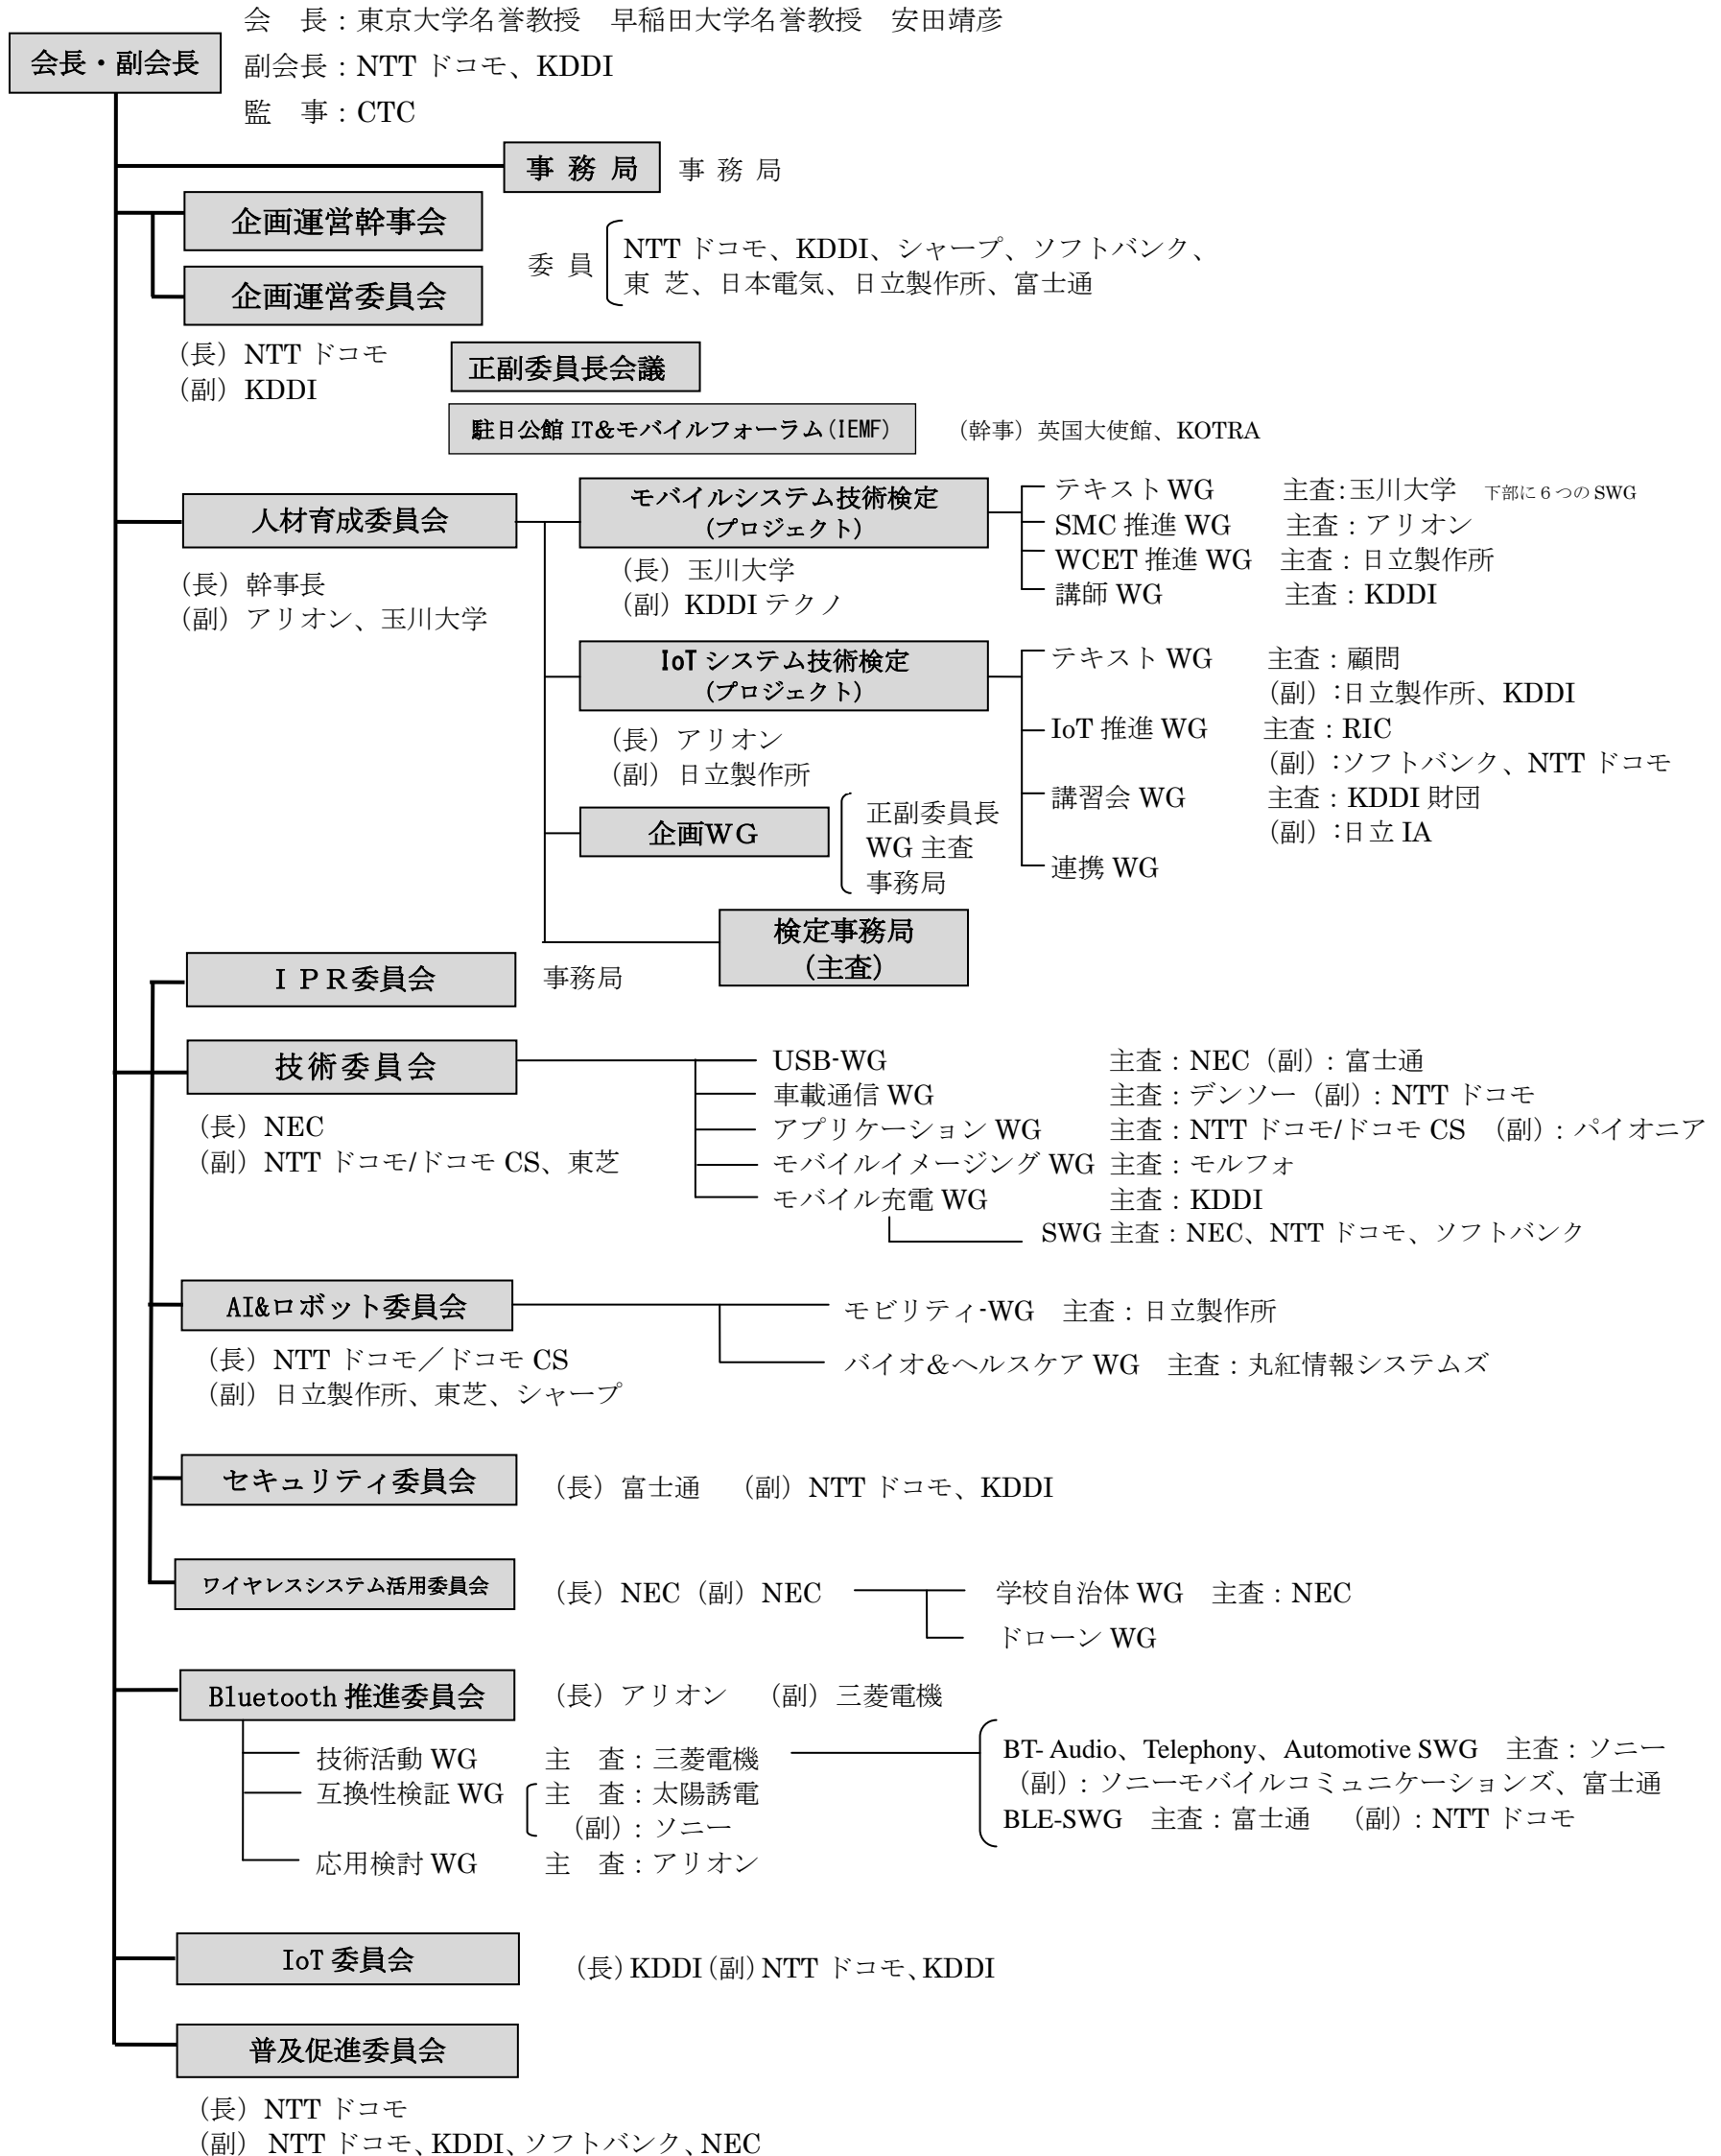 会　長：東京大学名誉教授　早稲田大学名誉教授　安田靖彦
会長・副会長
副会長：NTT ドコモ、KDDI
監　事：CTC
事 務 局
事 務 局
企画運営幹事会
企画運営委員会
委 員
NTT ドコモ、KDDI、シャープ、ソフトバンク、
東 芝、日本電気、日立製作所、富士通
（長）NTT ドコモ
（副）KDDI
正副委員長会議
駐日公館 IT&モバイルフォーラム(IEMF)
（幹事）英国大使館、KOTRA
人材育成委員会
（長）幹事長
（副）アリオン、玉川大学
モバイルシステム技術検定
(プロジェクト)
（長）玉川大学
（副）KDDI テクノ
テキスト WG　主査：玉川大学　下部に６つの SWG
SMC 推進 WG　主査：アリオン
WCET 推進 WG　主査：日立製作所
講師 WG　主査：KDDI
IoT システム技術検定
(プロジェクト)
（長）アリオン
（副）日立製作所
テキスト WG　主査：顧問
（副）：日立製作所、KDDI
IoT 推進 WG　主査：RIC
（副）：ソフトバンク、NTT ドコモ
講習会 WG　主査：KDDI 財団
（副）：日立 IA
連携 WG
企画ＷＧ
正副委員長
WG 主査
事務局
検定事務局
(主査)
ＩＰＲ委員会
事務局
技術委員会
（長）NEC
（副）NTT ドコモ/ドコモ CS、東芝
USB-WG　主査：NEC（副）：富士通
車載通信 WG　主査：デンソー（副）：NTT ドコモ
アプリケーション WG　主査：NTT ドコモ/ドコモ CS　（副）：パイオニア
モバイルイメージング WG　主査：モルフォ
モバイル充電 WG　主査：KDDI
SWG 主査：NEC、NTT ドコモ、ソフトバンク
AI&ロボット委員会
（長）NTT ドコモ／ドコモ CS
（副）日立製作所、東芝、シャープ
モビリティ-WG　主査：日立製作所
バイオ＆ヘルスケア WG　主査：丸紅情報システムズ
セキュリティ委員会
（長）富士通　（副）NTT ドコモ、KDDI
ワイヤレスシステム活用委員会
（長）NEC（副）NEC
学校自治体 WG　主査：NEC
ドローン WG
Bluetooth 推進委員会
（長）アリオン　（副）三菱電機
技術活動 WG　主　査：三菱電機
互換性検証 WG　主　査：太陽誘電
（副）：ソニー
応用検討 WG　主　査：アリオン
BT- Audio、Telephony、Automotive SWG　主査：ソニー
（副）：ソニーモバイルコミュニケーションズ、富士通
BLE-SWG　主査：富士通　（副）：NTT ドコモ
IoT 委員会
（長）KDDI（副）NTT ドコモ、KDDI
普及促進委員会
（長）NTT ドコモ
（副） NTT ドコモ、KDDI、ソフトバンク、NEC